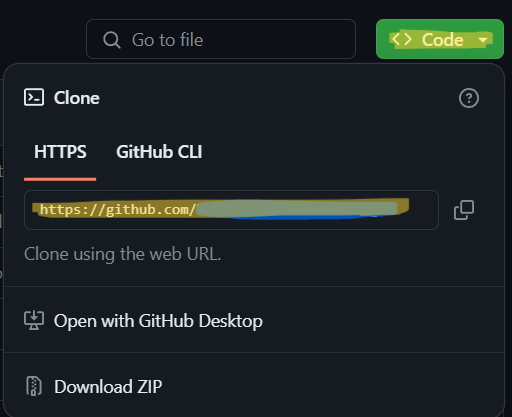 Go to file
Code
Clone
HTTPS GitHub CLI
https://github.com/
Clone using the web URL.
Open with GitHub Desktop
Download ZIP